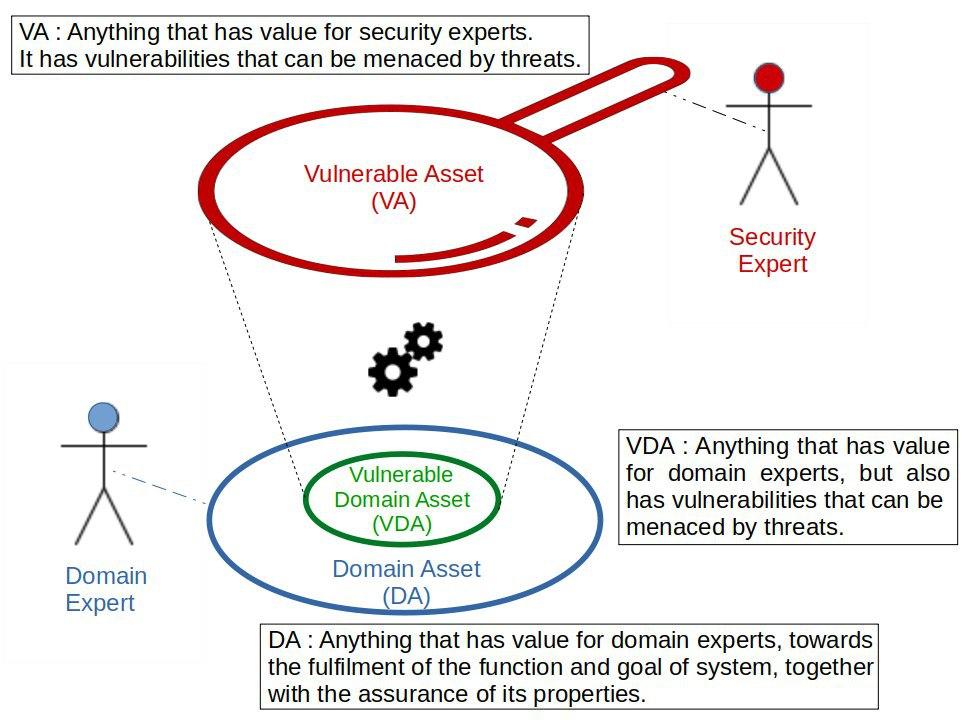 VA : Anything that has value for security experts.
It has vulnerabilities that can be menaced by threats.
Vulnerable Asset
(VA)
Security
Expert
Domain
Expert
Vulnerable
Domain Asset
(VDA)
Domain Asset
(DA)
VDA : Anything that has value
for domain experts, but also
has vulnerabilities that can be
menaced by threats.
DA : Anything that has value for domain experts, towards
the fulfilment of the function and goal of system, together
with the assurance of its properties.